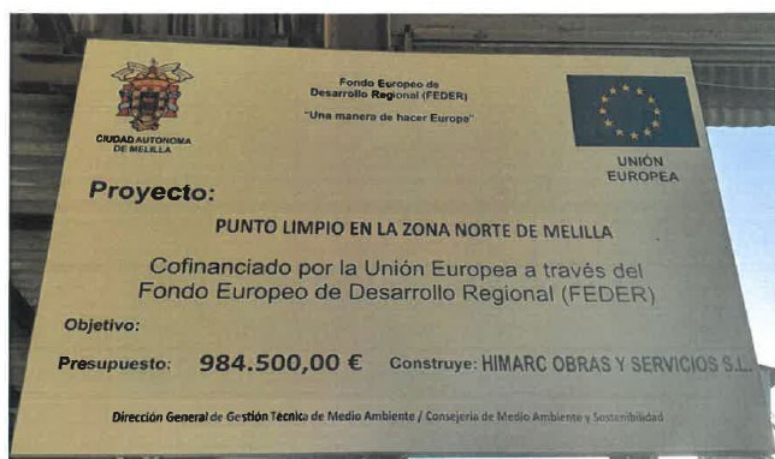 Fondo Europeo de
Desarrollo Regional (FEDER)
"Una manera de hacer Europa"
CIUDAD AUTONOMA
DE MELILLA
UNIÓN
EUROPEA
Proyecto:
PUNTO LIMPIO EN LA ZONA NORTE DE MELILLA
Cofinanciado por la Unión Europea a través del
Fondo Europeo de Desarrollo Regional (FEDER)
Objetivo:
Presupuesto: 984.500,00 € Construye: HIMARC OBRAS Y SERVICIOS S.L.
Dirección General de Gestión Técnica de Medio Ambiente / Consejería de Medio Ambiente y Sostenibilidad